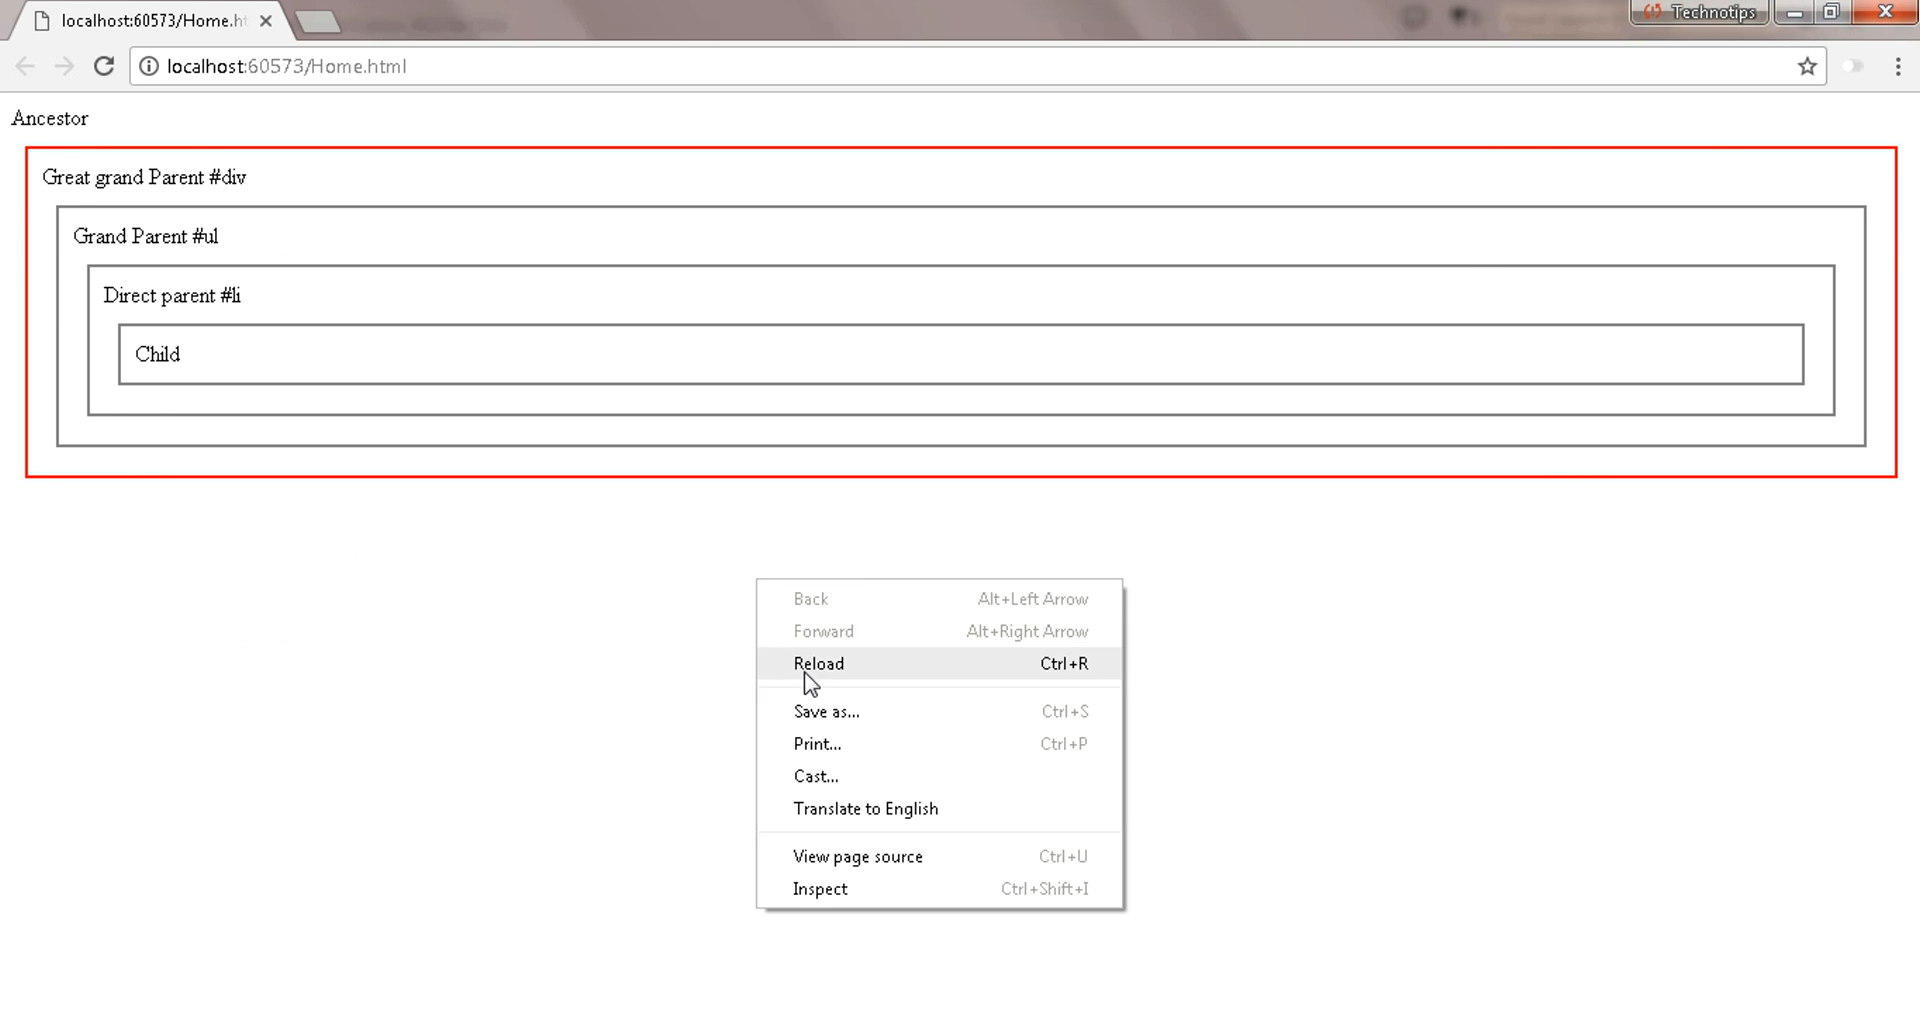 localhost:60573/Home.ht
Technotips
localhost:60573/Home.html
Ancestor
Great grand Parent #div
Grand Parent #ul
Direct parent #li
Child
Back Alt+Left Arrow
Forward Alt+Right Arrow
Reload Ctrl+R
Save as... Ctrl+S
Print... Ctrl+P
Cast...
Translate to English
View page source Ctrl+U
Inspect Ctrl+Shift+I